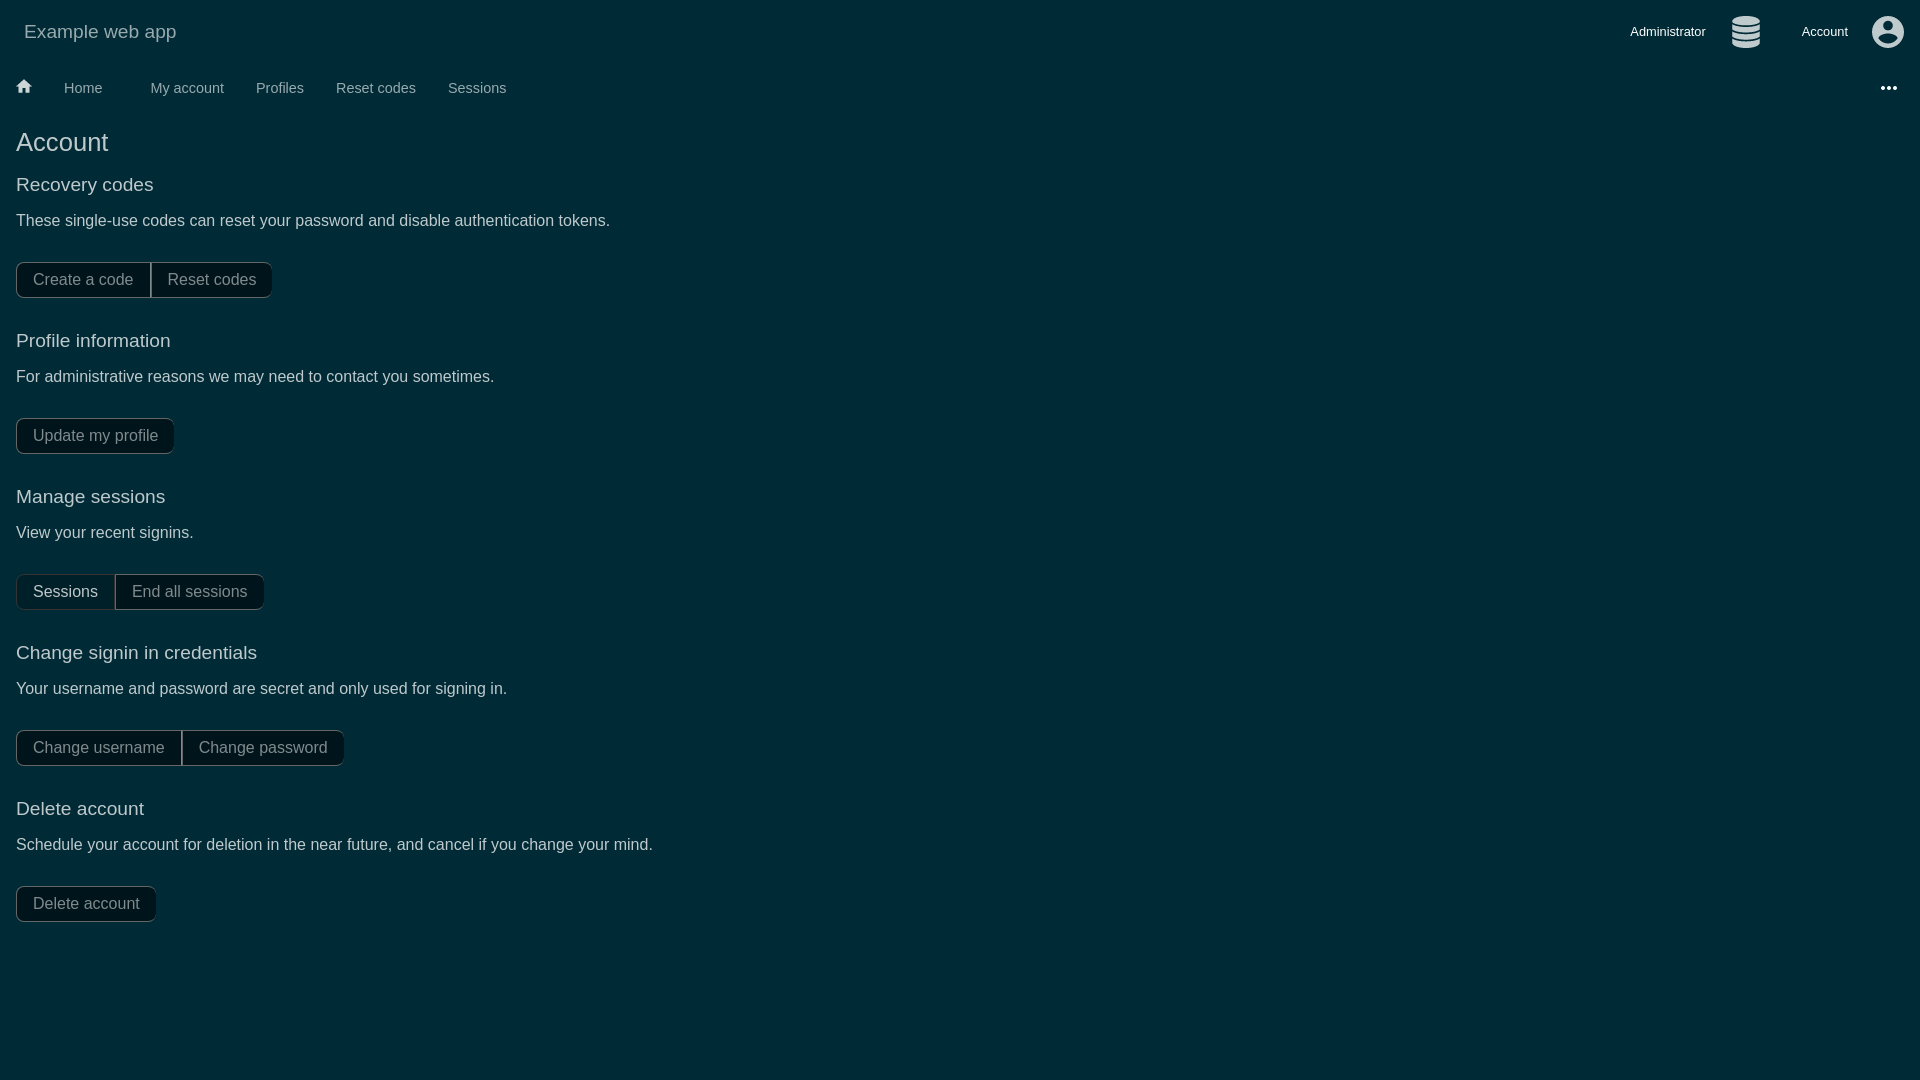 Example web app
Administrator
Account
Home
My account
Profiles
Reset codes
Sessions
Account
Recovery codes
These single-use codes can reset your password and disable authentication tokens.
Create a code
Reset codes
Profile information
For administrative reasons we may need to contact you sometimes.
Update my profile
Manage sessions
View your recent signins.
Sessions
End all sessions
Change signin in credentials
Your username and password are secret and only used for signing in.
Change username
Change password
Delete account
Schedule your account for deletion in the near future, and cancel if you change your mind.
Delete account